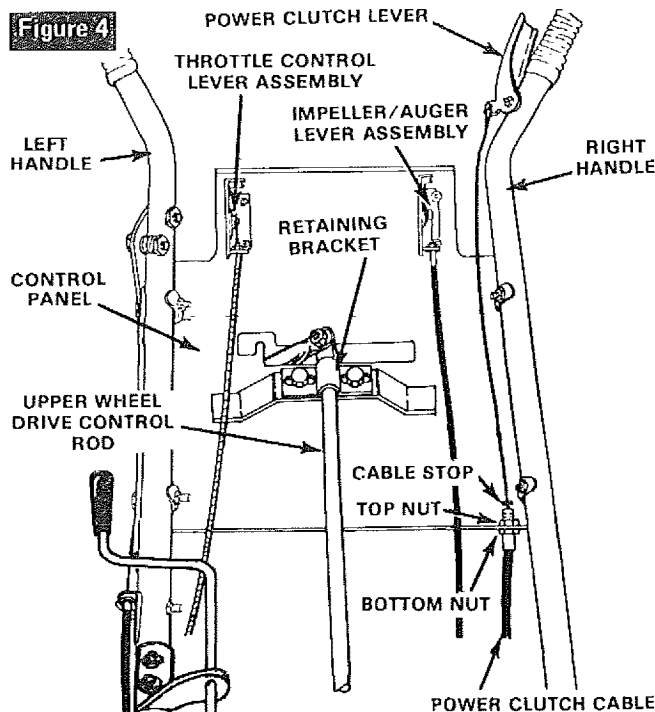 Figure 4
POWER CLUTCH LEVER
THROTTLE CONTROL
LEVER ASSEMBLY
IMPELLER/AUGER
LEVER ASSEMBLY
LEFT
HANDLE
RIGHT
HANDLE
RETAINING
BRACKET
CONTROL
PANEL
UPPER WHEEL
DRIVE CONTROL
ROD
CABLE STOP
TOP NUT
BOTTOM NUT
POWER CLUTCH CABLE